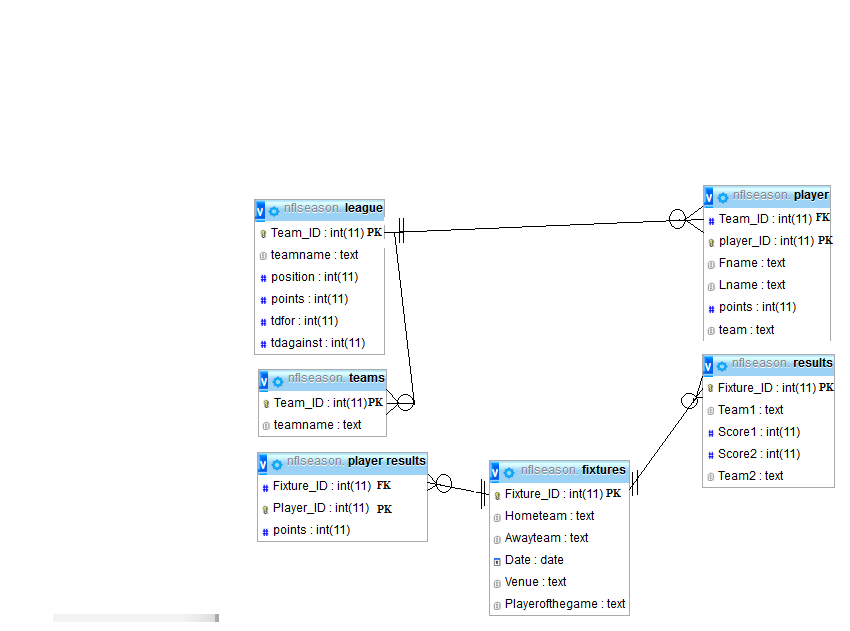 nflseason. league
Team_ID : int(11) PK
teamname : text
position : int(11)
points : int(11)
tdfor : int(11)
tdagainst : int(11)
nflseason. teams
Team_ID : int(11)PK
teamname : text
nflseason. player results
Fixture_ID : int(11) FK
Player_ID : int(11) PK
points : int(11)
nflseason. fixtures
Fixture_ID : int(11) PK
Hometeam : text
Awayteam : text
Date : date
Venue : text
Playerofthegame : text
nflseason. player
Team_ID : int(11) FK
player_ID : int(11) PK
Fname : text
Lname : text
points : int(11)
team : text
nflseason. results
Fixture_ID : int(11) PK
Team1 : text
Score1 : int(11)
Score2 : int(11)
Team2 : text